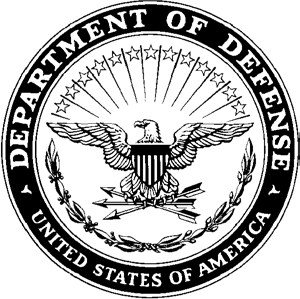 DEPARTMENT OF DEFENSE
UNITED STATES OF AMERICA